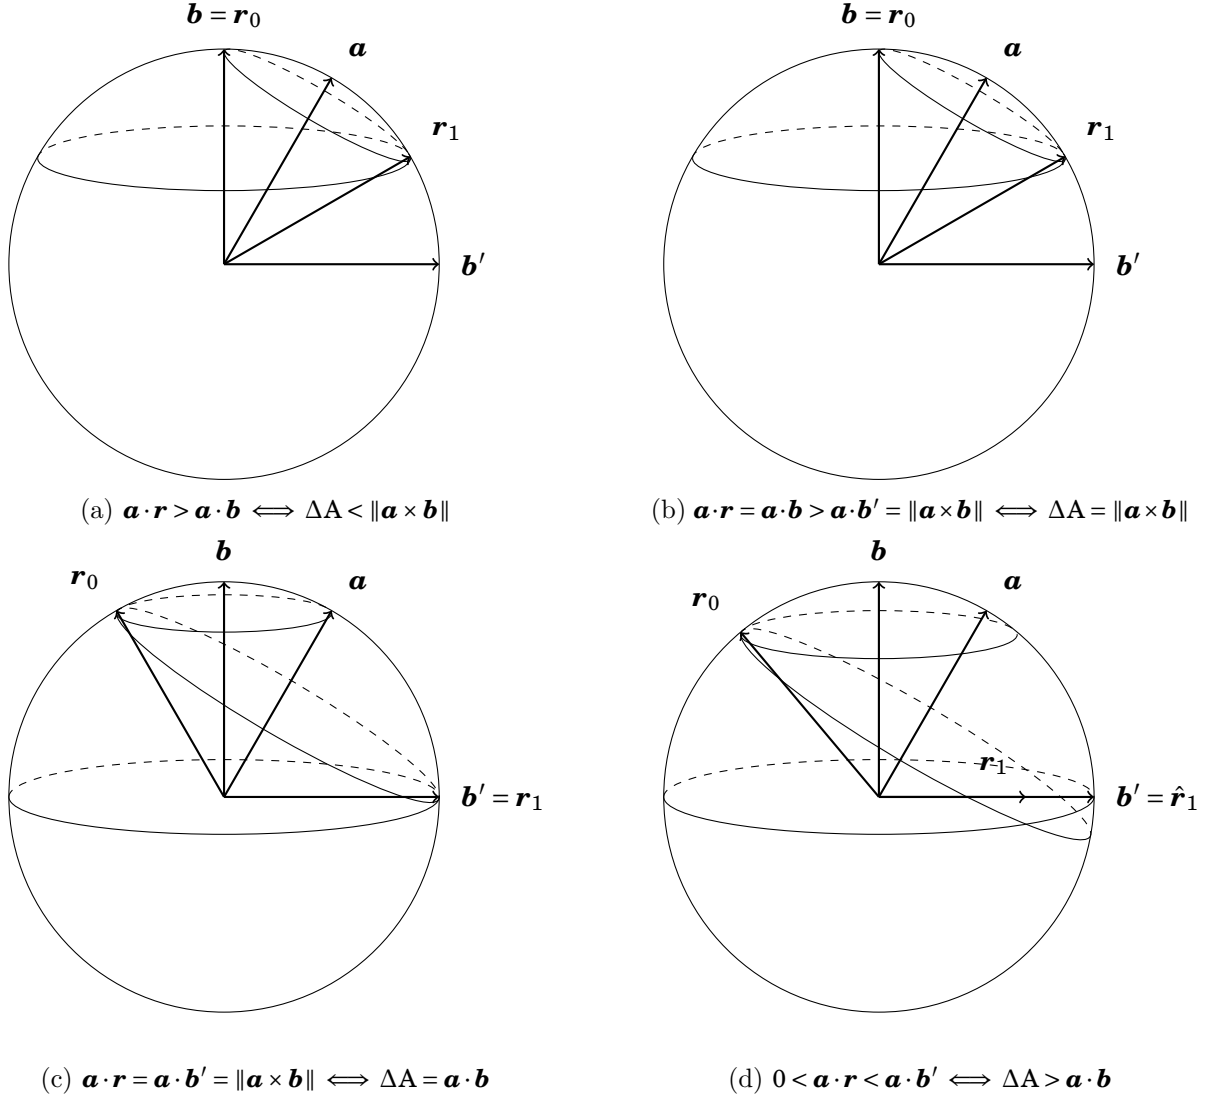 b = r₀ b = r₀
a a
r₁ r₁
b′ b′
(a) a · r > a · b ⟺ ΔA < ‖a × b‖ (b) a · r = a · b > a · b′ = ‖a × b‖ ⟺ ΔA = ‖a × b‖
b b
r₀ a r₀ a
r₁
b′ = r₁ b′ = r̂₁
(c) a · r = a · b′ = ‖a × b‖ ⟺ ΔA = a · b (d) 0 < a · r < a · b′ ⟺ ΔA > a · b